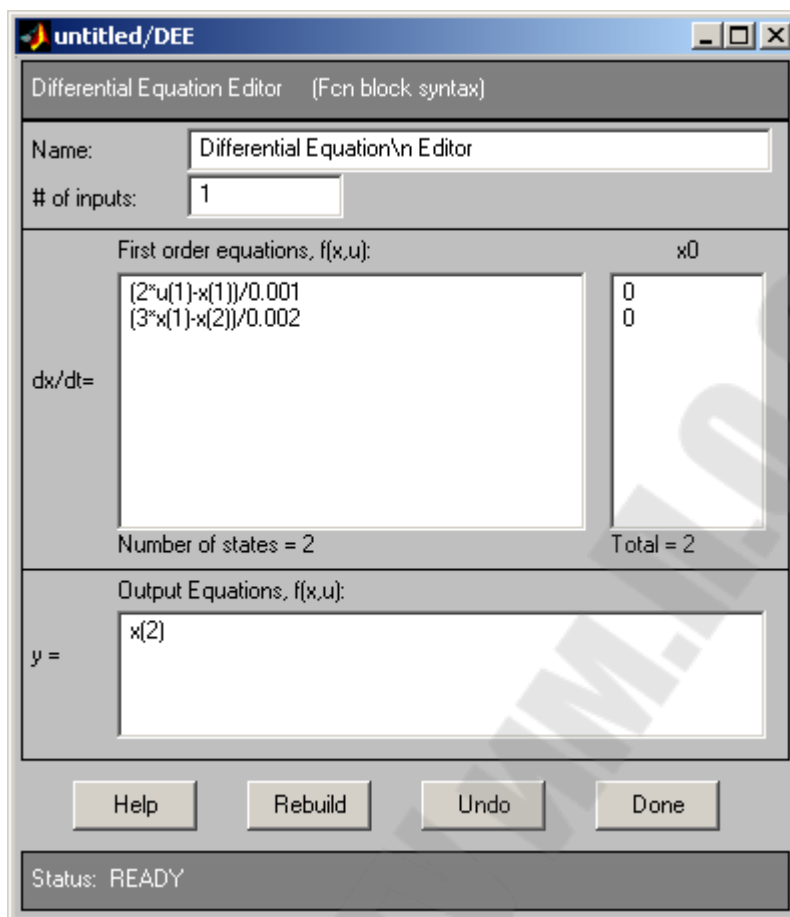 untitled/DEE
Differential Equation Editor (Fcn block syntax)
Name: Differential Equation\n Editor
# of inputs: 1
First order equations, f(x,u): x0
(2*u(1)-x(1))/0.001 0
(3*x(1)-x(2))/0.002 0
dx/dt=
Number of states = 2 Total = 2
Output Equations, f(x,u):
x(2)
y =
Help Rebuild Undo Done
Status: READY